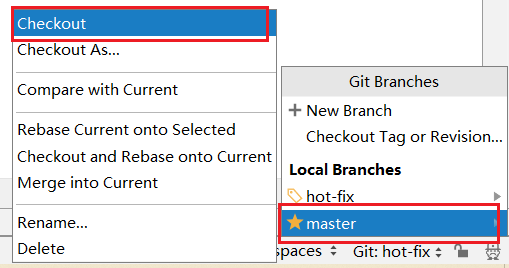 Checkout
Checkout As...
Compare with Current
Rebase Current onto Selected
Checkout and Rebase onto Current
Merge into Current
Rename...
Delete
Git Branches
New Branch
Checkout Tag or Revision...
Local Branches
hot-fix
master
spaces
Git: hot-fix